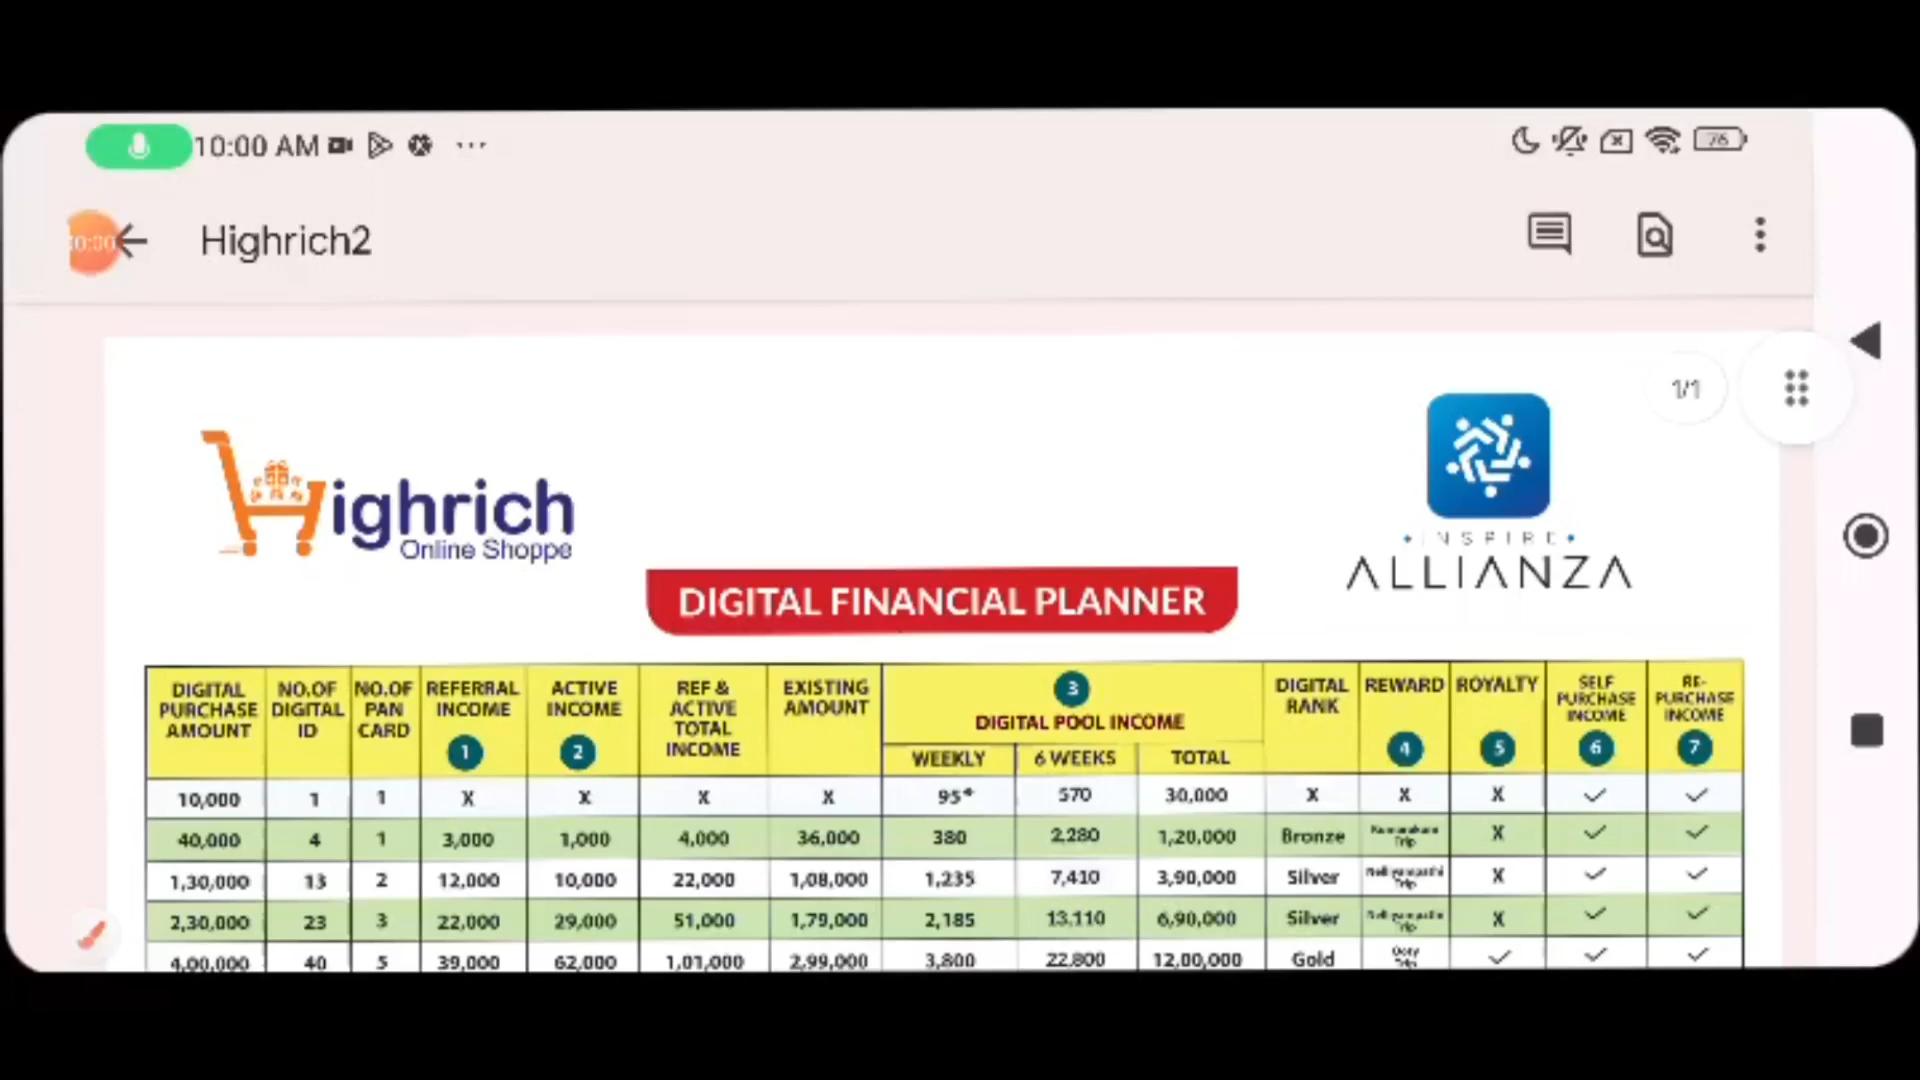 10:00 AM
76
10:00
Highrich2
1/1
Highrich
Online Shoppe
INSPIRE
ALLIANZA
DIGITAL FINANCIAL PLANNER
DIGITAL PURCHASE AMOUNT NO.OF DIGITAL ID NO.OF PAN CARD REFERRAL INCOME 1 ACTIVE INCOME 2 REF & ACTIVE TOTAL INCOME EXISTING AMOUNT 3 DIGITAL POOL INCOME WEEKLY 6 WEEKS TOTAL DIGITAL RANK REWARD 4 ROYALTY 5 SELF PURCHASE INCOME 6 RE-PURCHASE INCOME 7
10,000 1 1 X X X X 95* 570 30,000 X X X ✓ ✓
40,000 4 1 3,000 1,000 4,000 36,000 380 2,280 1,20,000 Bronze Trip X ✓ ✓
1,30,000 13 2 12,000 10,000 22,000 1,08,000 1,235 7,410 3,90,000 Silver Trip X ✓ ✓
2,30,000 23 3 22,000 29,000 51,000 1,79,000 2,185 13,110 6,90,000 Silver Trip X ✓ ✓
4,00,000 40 5 39,000 62,000 1,01,000 2,99,000 3,800 22,800 12,00,000 Gold Trip ✓ ✓ ✓